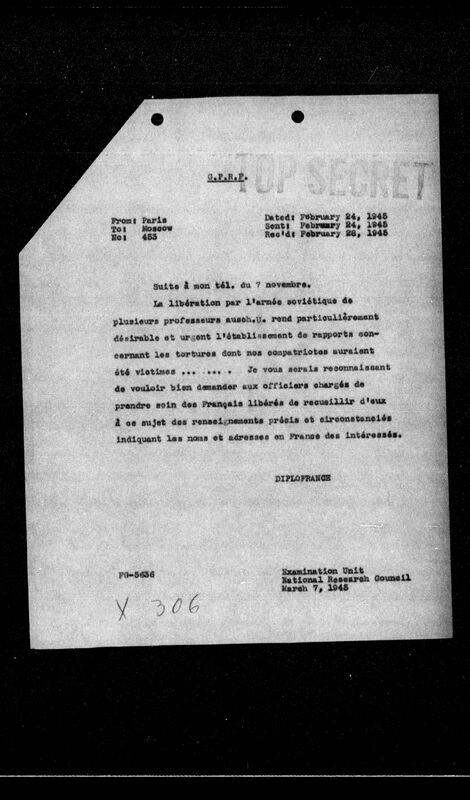 TOP SECRET
G.P.R.F.
From: Paris
To: Moscow
No: 453
Dated: February 24, 1945
Sent: February 24, 1945
Rec'd: February 28, 1945
Suite à mon tél. du 7 novembre.
La libération par l'armée soviétique de
plusieurs professeurs ausch.U. rend particulièrement
désirable et urgent l'établissement de rapports con-
cernant les tortures dont nos compatriotes auraient
été victimes ... ..... . Je vous serais reconnaissant
de vouloir bien demander aux officiers chargés de
prendre soin des Français libérés de recueillir d'eux
à ce sujet des renseignements précis et circonstanciés
indiquant les noms et adresses en France des intéressés.
DIPLOFRANCE
FG-5636
Examination Unit
National Research Council
March 7, 1945
X 306